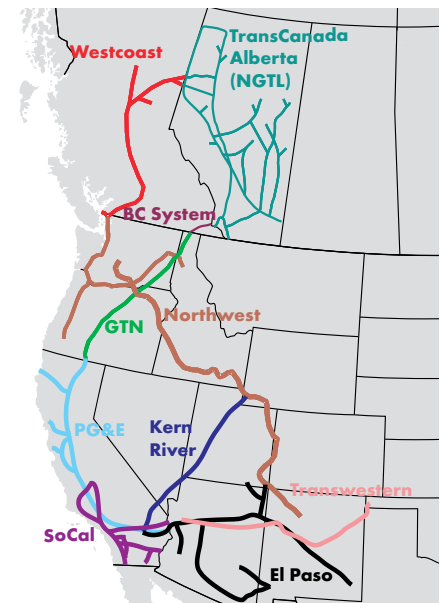 Westcoast
TransCanada
Alberta
(NGTL)
BC System
Northwest
GTN
PG&E
Kern
River
Transwestern
SoCal
El Paso